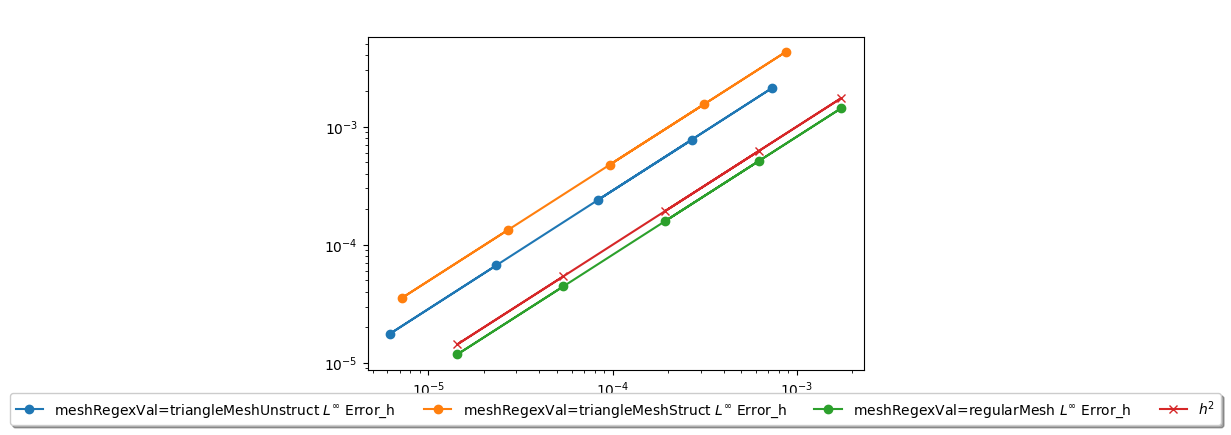 10⁻³
10⁻⁴
10⁻⁵
10⁻⁵ 10⁻⁴ 10⁻³
meshRegexVal=triangleMeshUnstruct L^∞ Error_h meshRegexVal=triangleMeshStruct L^∞ Error_h meshRegexVal=regularMesh L^∞ Error_h h²